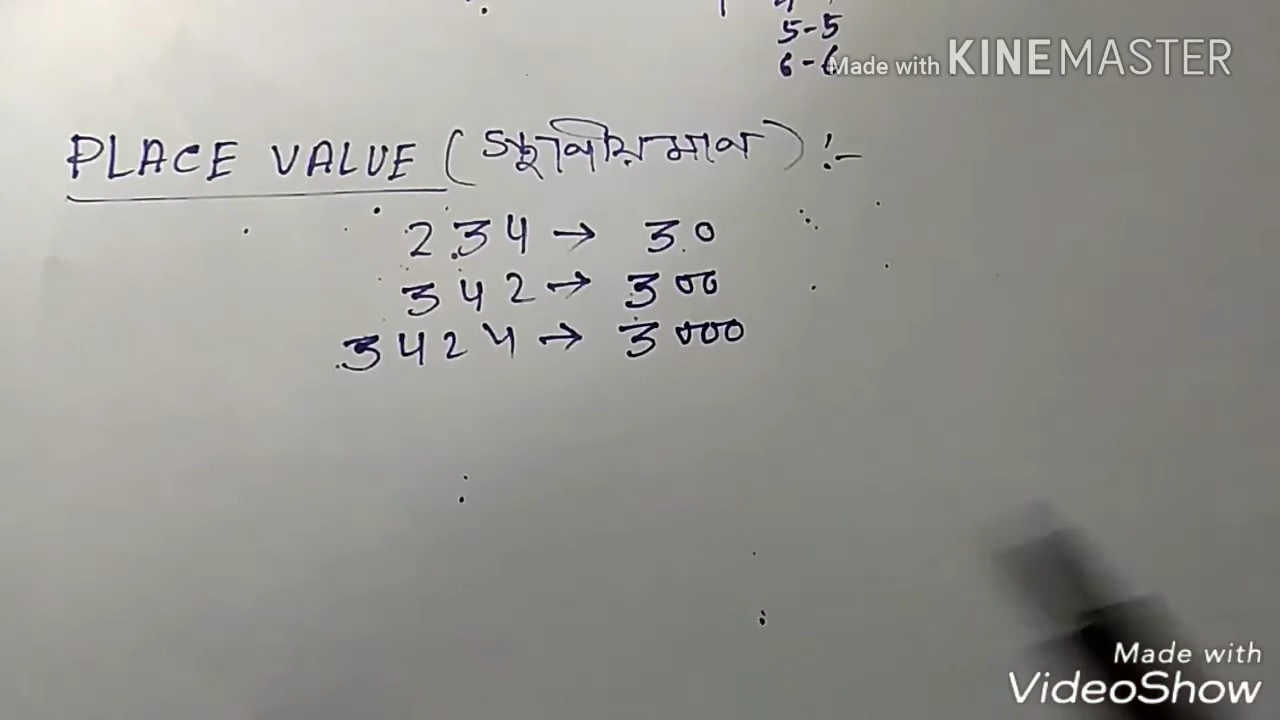 5-5
6-6
Made with KINEMASTER
PLACE VALUE (স্থানিয়মান) :-
234 → 30
342 → 300
3424 → 3000
Made with
VideoShow